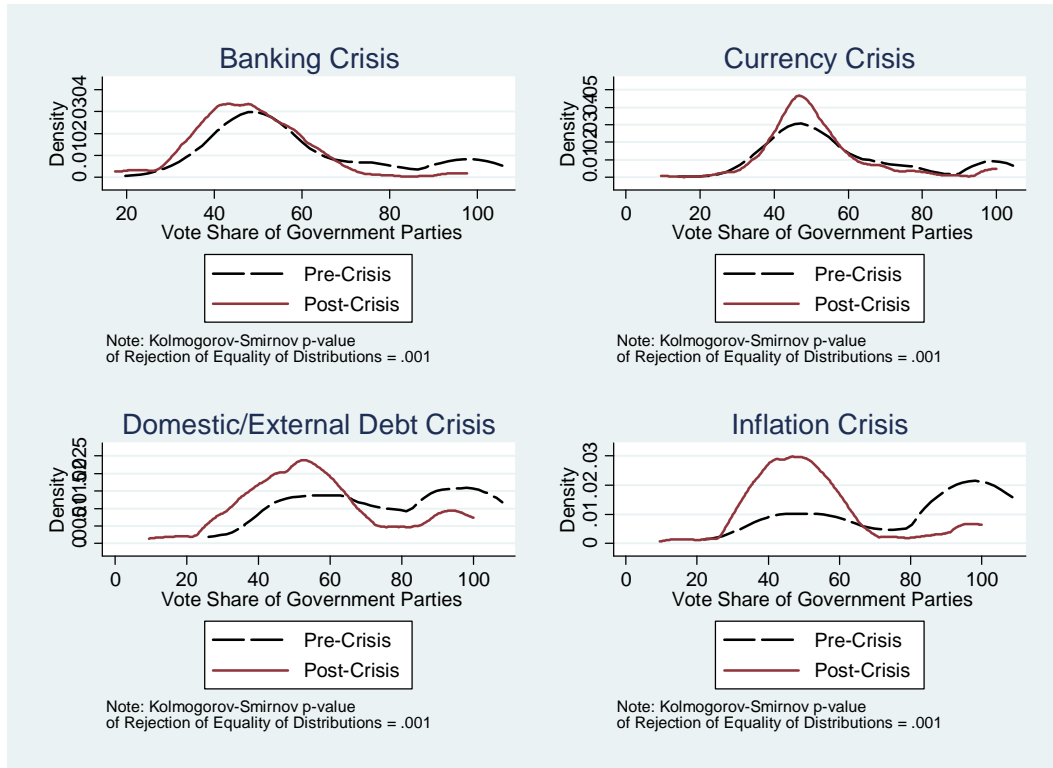 Banking Crisis
Density
0 .01 .02 .03 .04
20 40 60 80 100
Vote Share of Government Parties
Pre-Crisis
Post-Crisis
Note: Kolmogorov-Smirnov p-value
of Rejection of Equality of Distributions = .001
Currency Crisis
Density
0 20 40 60 80 100
Vote Share of Government Parties
Pre-Crisis
Post-Crisis
Note: Kolmogorov-Smirnov p-value
of Rejection of Equality of Distributions = .001
Domestic/External Debt Crisis
Density
0 20 40 60 80 100
Vote Share of Government Parties
Pre-Crisis
Post-Crisis
Note: Kolmogorov-Smirnov p-value
of Rejection of Equality of Distributions = .001
Inflation Crisis
Density
0 .01 .02 .03
0 20 40 60 80 100
Vote Share of Government Parties
Pre-Crisis
Post-Crisis
Note: Kolmogorov-Smirnov p-value
of Rejection of Equality of Distributions = .001